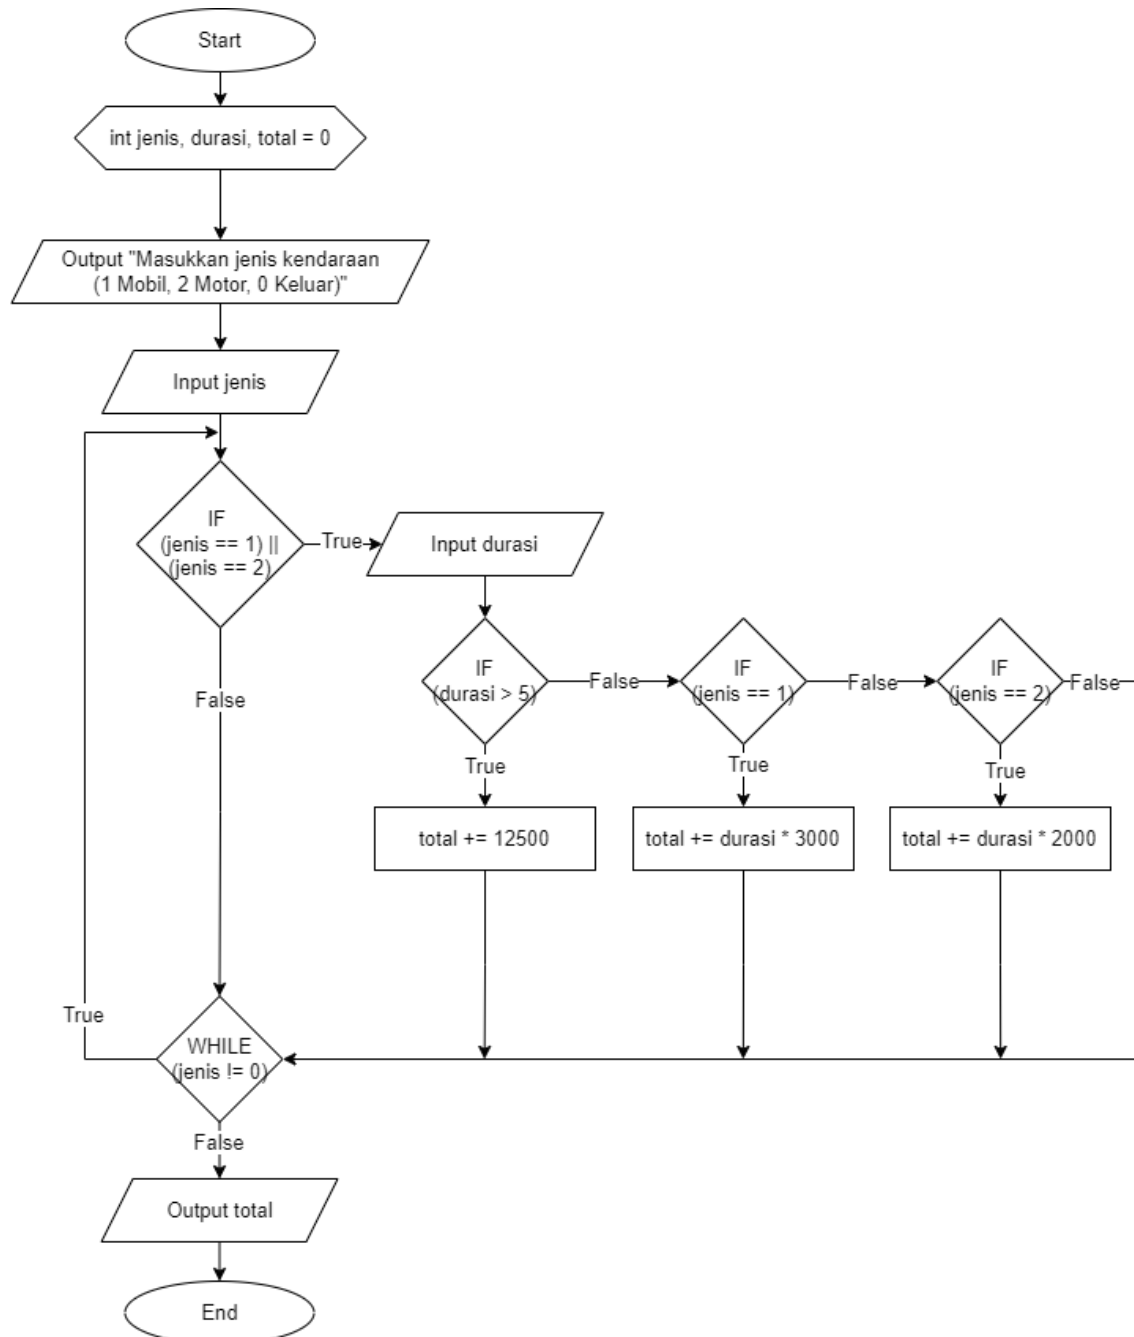 Start
int jenis, durasi, total = 0
Output "Masukkan jenis kendaraan
(1 Mobil, 2 Motor, 0 Keluar)"
Input jenis
IF
(jenis == 1) ||
(jenis == 2)
True
Input durasi
False
IF
(durasi > 5)
False
IF
(jenis == 1)
False
IF
(jenis == 2)
False
True
True
True
total += 12500
total += durasi * 3000
total += durasi * 2000
True
WHILE
(jenis != 0)
False
Output total
End